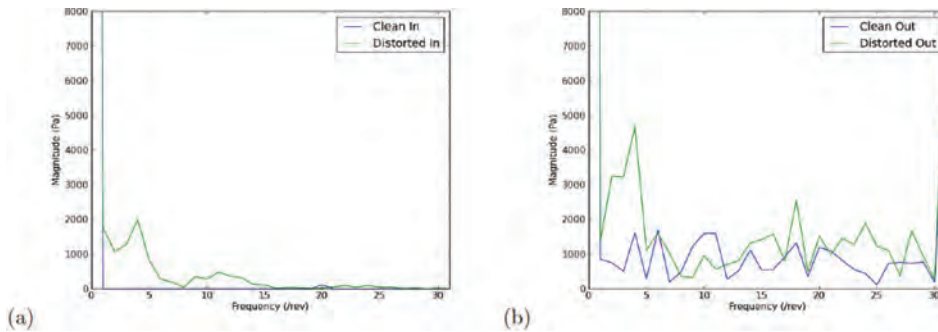 8000
7000
6000
5000
4000
3000
2000
1000
0
Magnitude (Pa)
Clean In
Distorted In
0 5 10 15 20 25 30
Frequency (/rev)
(a)
8000
7000
6000
5000
4000
3000
2000
1000
0
Magnitude (Pa)
Clean Out
Distorted Out
0 5 10 15 20 25 30
Frequency (/rev)
(b)